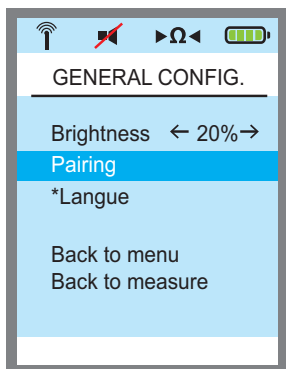 ▶Ω◀
GENERAL CONFIG.
Brightness ← 20%→
Pairing
*Langue
Back to menu
Back to measure